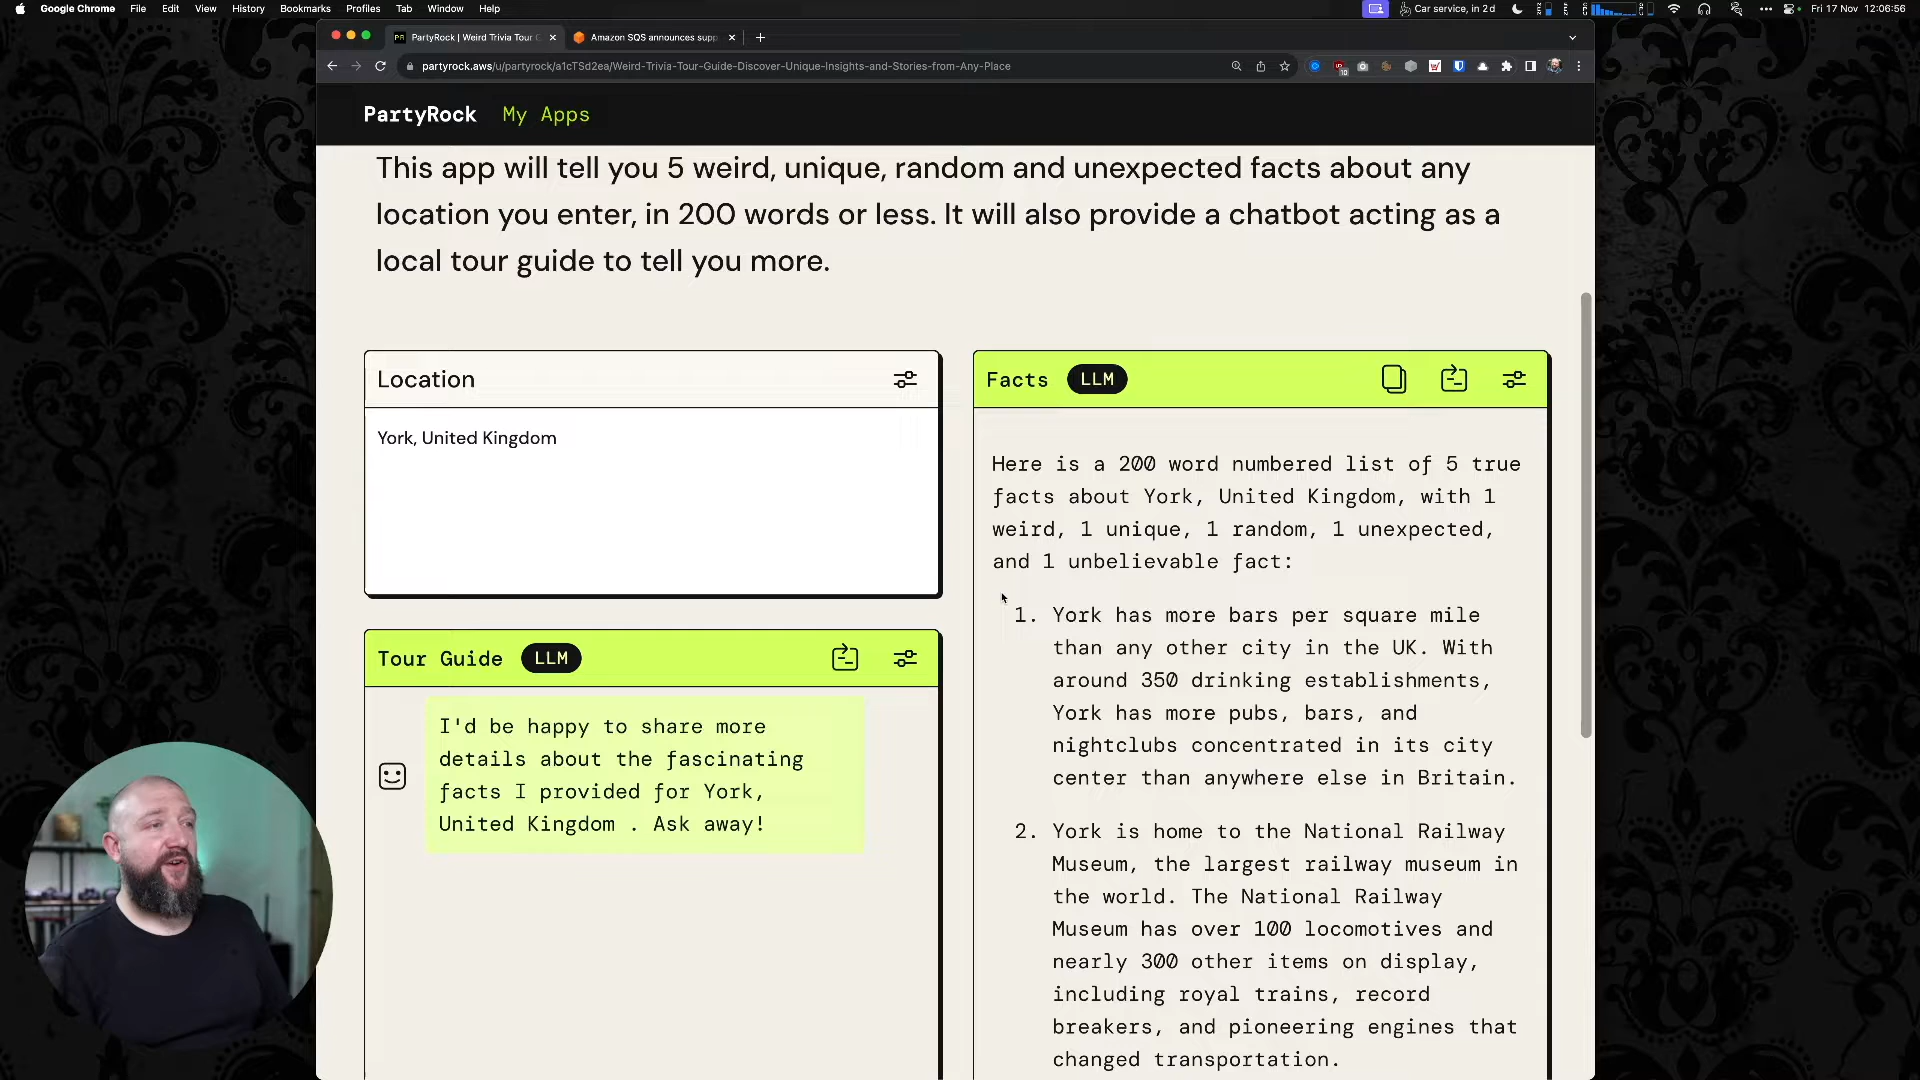 Google Chrome File Edit View History Bookmarks Profiles Tab Window Help
Car service, in 2 d
Fri 17 Nov 12:06:56
PartyRock | Weird Trivia Tour G
Amazon SQS announces supp
partyrock.aws/u/partyrock/a1cTSd2ea/Weird-Trivia-Tour-Guide-Discover-Unique-Insights-and-Stories-from-Any-Place
PartyRock My Apps
This app will tell you 5 weird, unique, random and unexpected facts about any
location you enter, in 200 words or less. It will also provide a chatbot acting as a
local tour guide to tell you more.
Location
York, United Kingdom
Tour Guide LLM
I'd be happy to share more
details about the fascinating
facts I provided for York,
United Kingdom . Ask away!
Facts LLM
Here is a 200 word numbered list of 5 true
facts about York, United Kingdom, with 1
weird, 1 unique, 1 random, 1 unexpected,
and 1 unbelievable fact:
1. York has more bars per square mile
than any other city in the UK. With
around 350 drinking establishments,
York has more pubs, bars, and
nightclubs concentrated in its city
center than anywhere else in Britain.
2. York is home to the National Railway
Museum, the largest railway museum in
the world. The National Railway
Museum has over 100 locomotives and
nearly 300 other items on display,
including royal trains, record
breakers, and pioneering engines that
changed transportation.